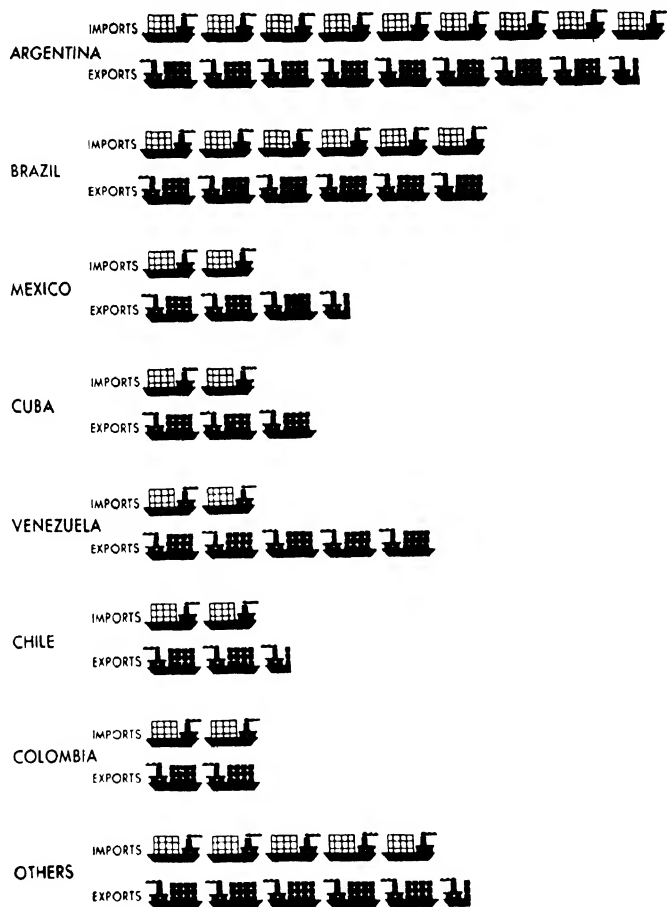 IMPORTS
ARGENTINA
EXPORTS
IMPORTS
BRAZIL
EXPORTS
IMPORTS
MEXICO
EXPORTS
IMPORTS
CUBA
EXPORTS
IMPORTS
VENEZUELA
EXPORTS
IMPORTS
CHILE
EXPORTS
IMPORTS
COLOMBIA
EXPORTS
IMPORTS
OTHERS
EXPORTS